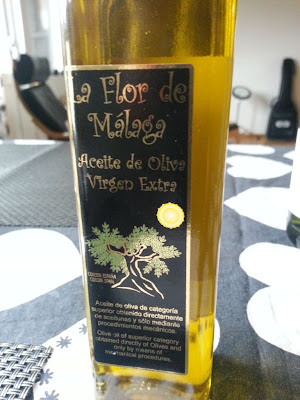 La Flor de
Málaga
Aceite de Oliva
Virgen Extra
Aceite de oliva de categoría
superior obtenido directamente
de aceitunas y sólo mediante
procedimientos mecánicos.
Olive oil of superior category
obtained directly of Olives and
only by means of
mechanical procedures.